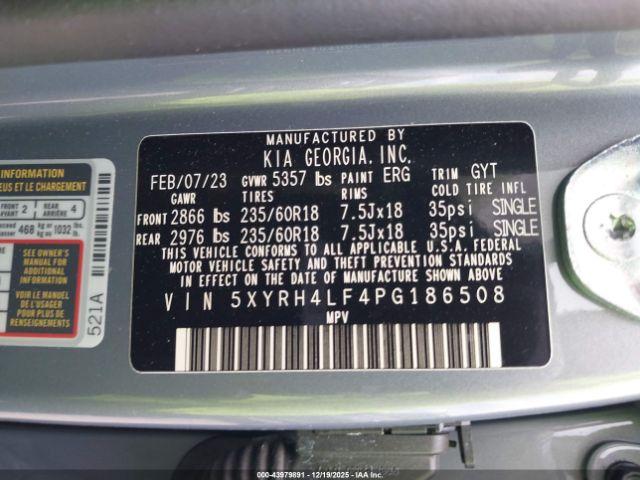 MANUFACTURED BY
KIA GEORGIA, INC.
FEB/07/23 GVWR 5357 lbs PAINT ERG TRIM GYT
GAWR TIRES RIMS COLD TIRE INFL
FRONT 2866 lbs 235/60R18 7.5Jx18 35psi SINGLE
REAR 2976 lbs 235/60R18 7.5Jx18 35psi SINGLE
THIS VEHICLE CONFORMS TO ALL APPLICABLE U.S.A. FEDERAL
MOTOR VEHICLE SAFETY AND THEFT PREVENTION STANDARDS
IN EFFECT ON THE DATE OF MANUFACTURE SHOWN ABOVE
VIN 5XYRH4LF4PG186508
MPV
INFORMATION
EUS ET LE CHARGEMENT
2 REAR ARRIÈRE 4
468 kg or 1032 lbs.
SEE OWNER'S
MANUAL FOR
ADDITIONAL
INFORMATION
VOIR LE MANUEL
DE L'USAGER
POUR PLUS DE
RENSEIGNEMENTS
521A
© 43979891 - 12/19/2025 - IAA Inc.